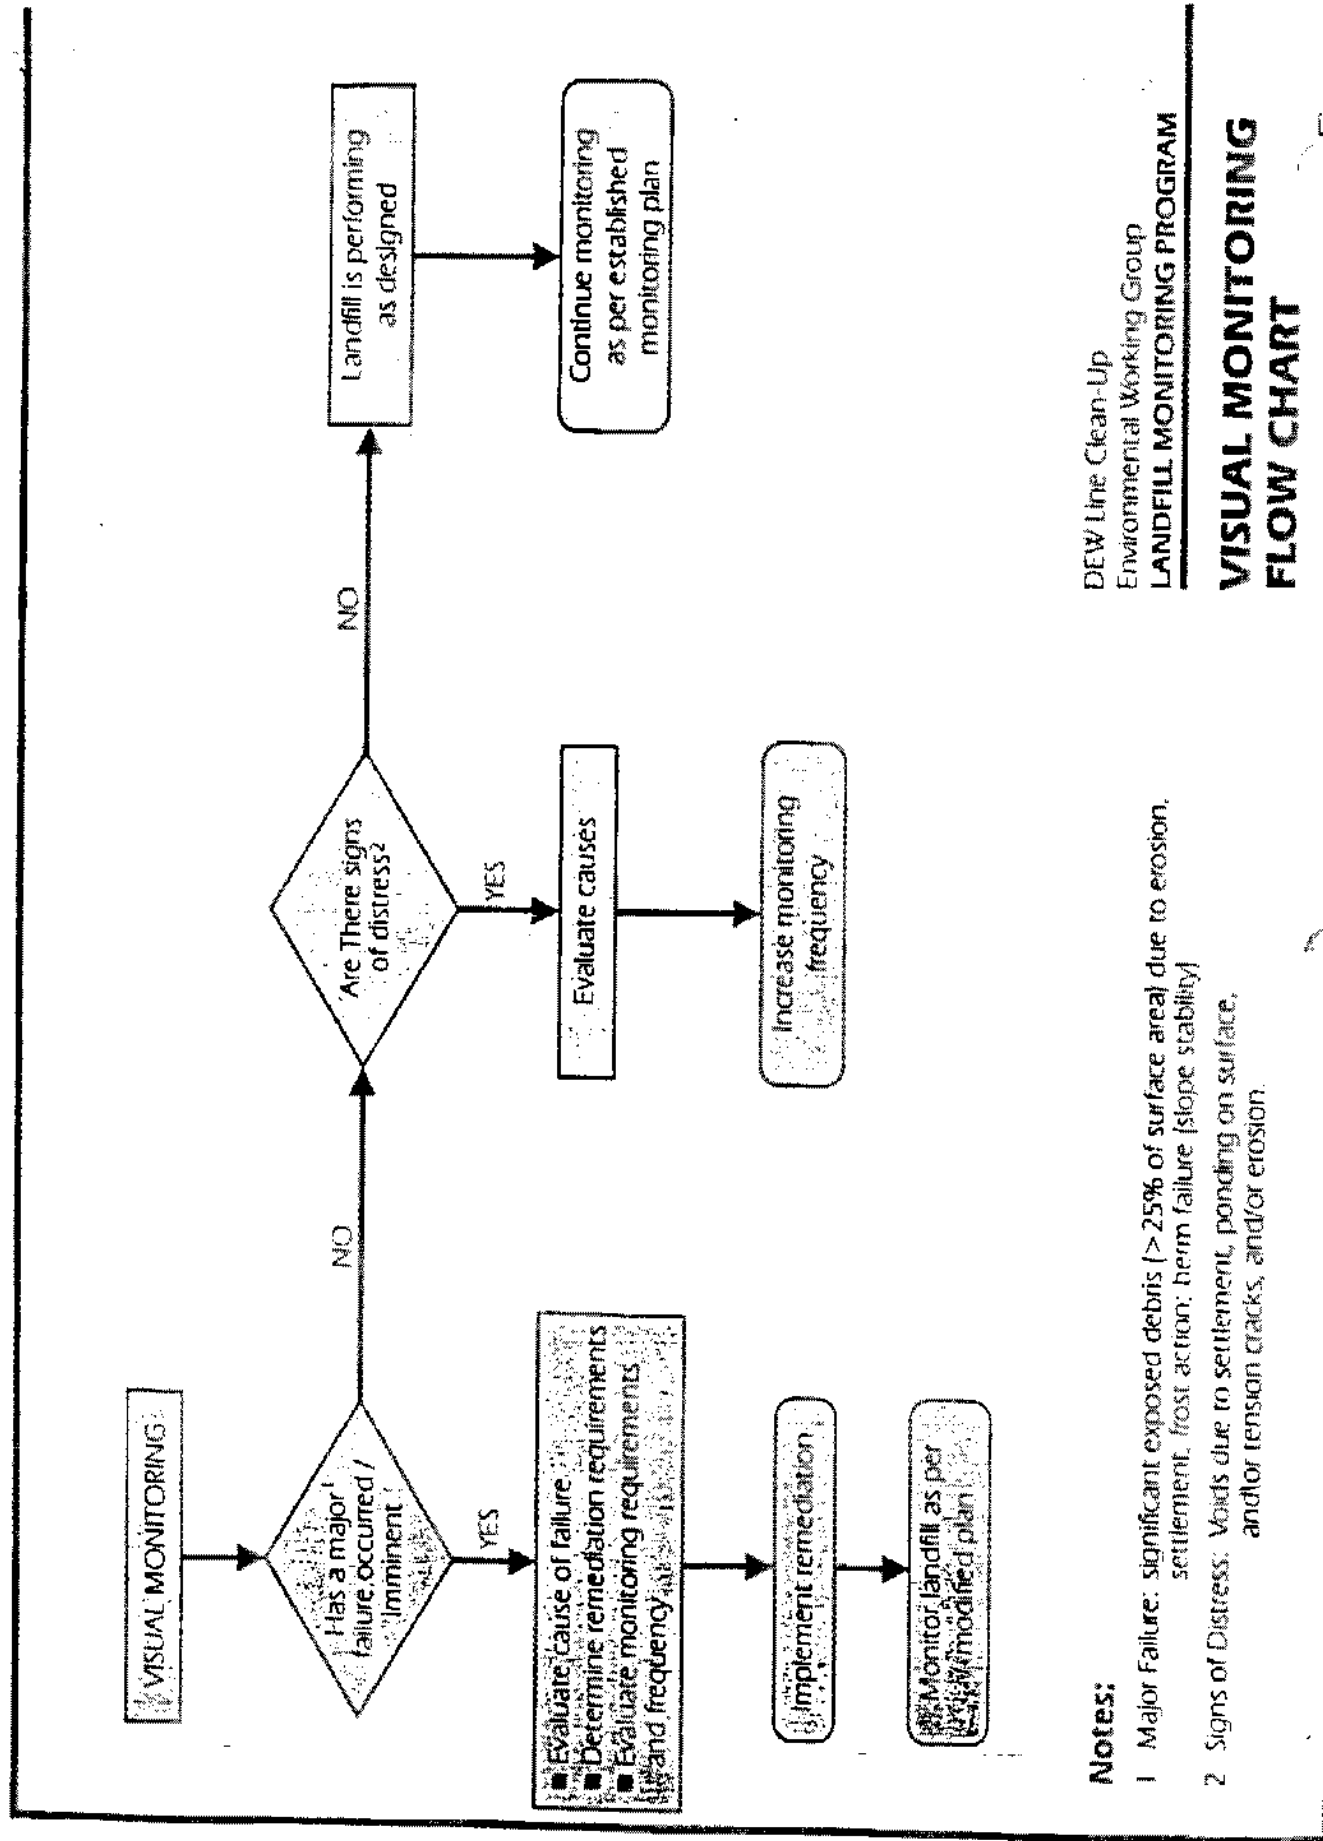 VISUAL MONITORING
Has a major¹
failure occurred /
imminent
NO
YES
Are There signs
of distress²
NO
YES
Landfill is performing
as designed
Continue monitoring
as per established
monitoring plan
Evaluate causes
Increase monitoring
frequency
■ Evaluate cause of failure
■ Determine remediation requirements
■ Evaluate monitoring requirements
and frequency
Implement remediation
Monitor landfill as per
modified plan
Notes:
1 Major Failure: significant exposed debris (> 25% of surface area) due to erosion,
settlement, frost action; berm failure (slope stability)
2 Signs of Distress: Voids due to settlement, ponding on surface,
and/or tension cracks, and/or erosion.
DEW Line Clean-Up
Environmental Working Group
LANDFILL MONITORING PROGRAM
VISUAL MONITORING
FLOW CHART